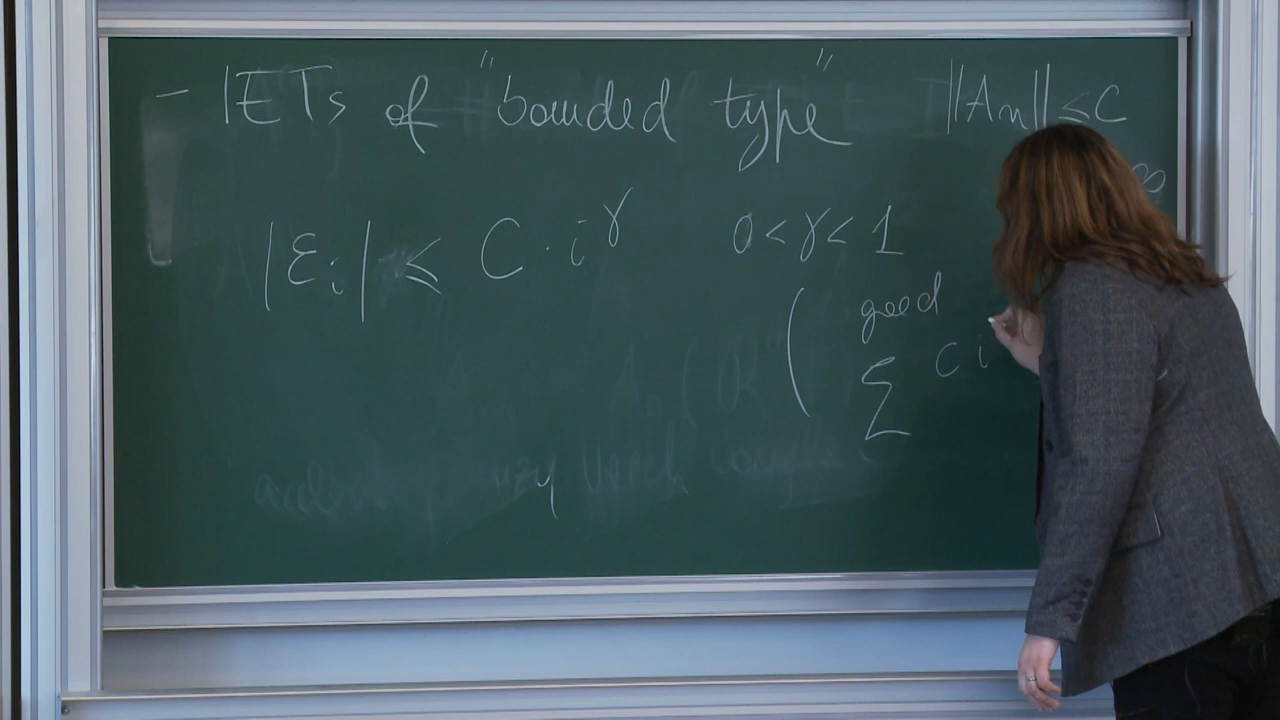 - IETs of "bounded type" ||An|| ≤ C
∞
|εi| ≤ C · i^γ 0 < γ < 1
( good
∑ C i